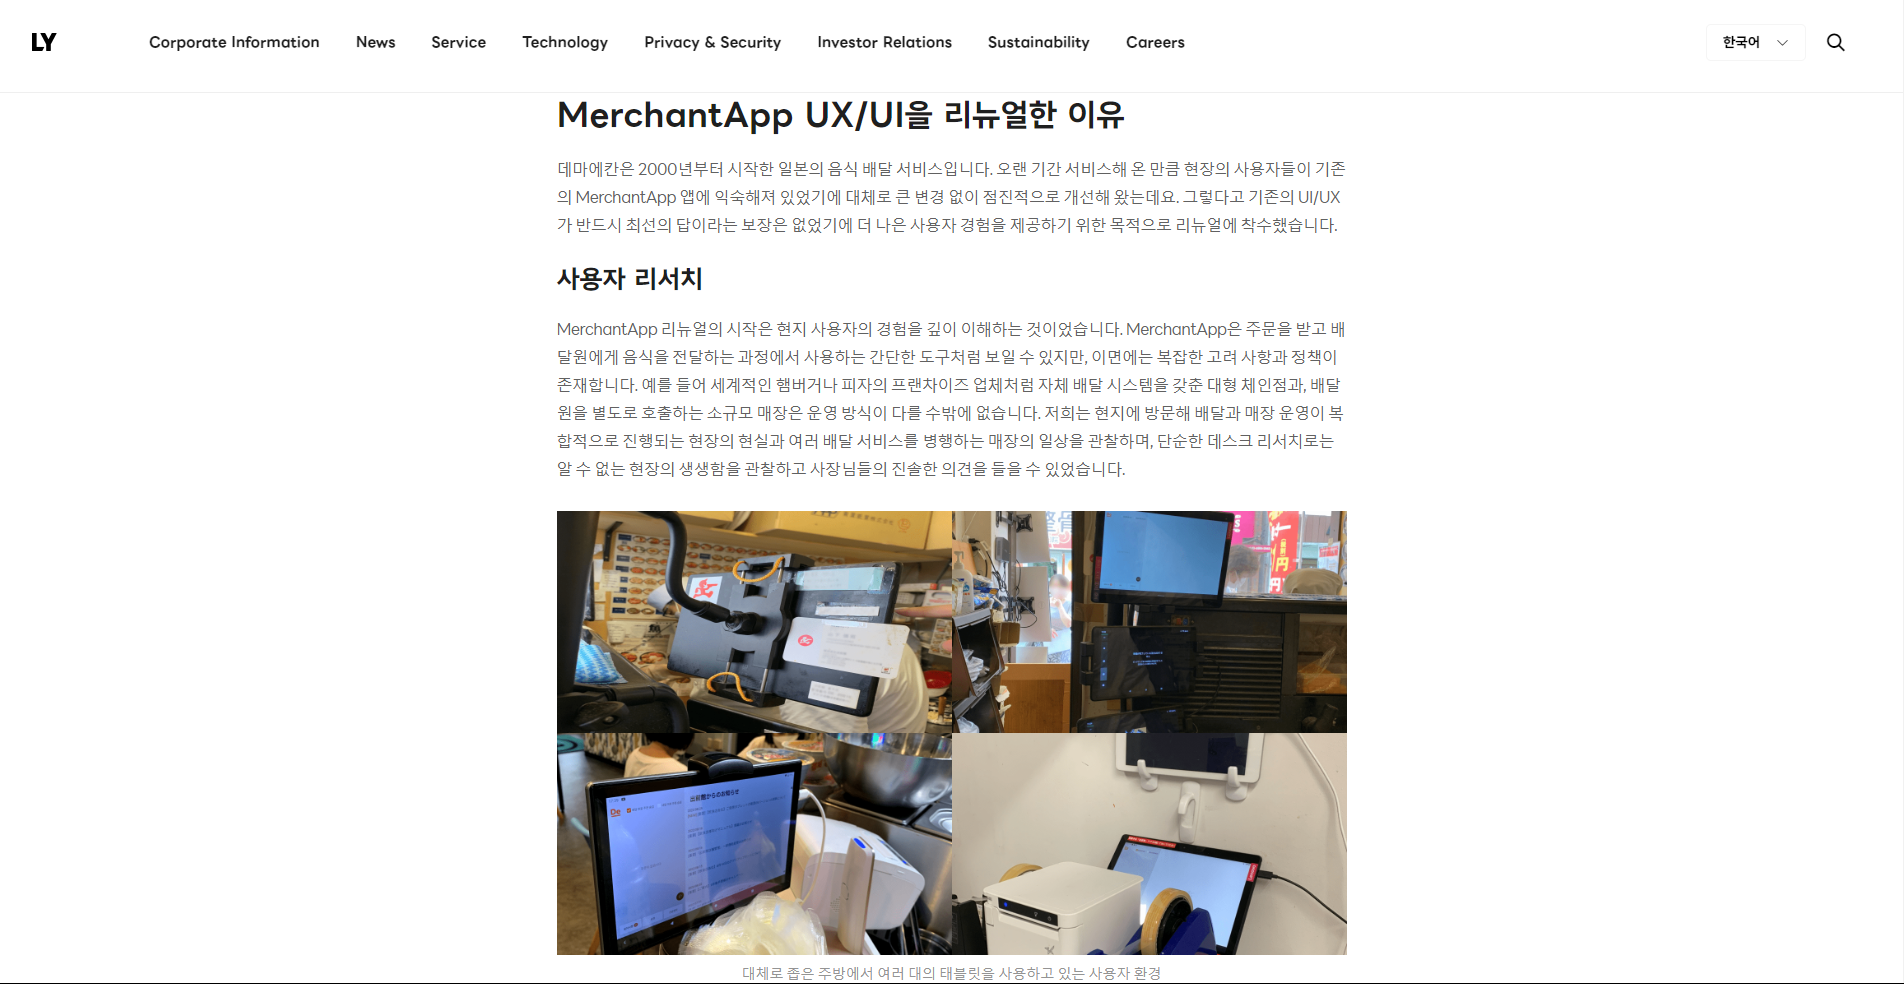 LY
Corporate Information
News
Service
Technology
Privacy & Security
Investor Relations
Sustainability
Careers
한국어
MerchantApp UX/UI을 리뉴얼한 이유
데마에칸은 2000년부터 시작한 일본의 음식 배달 서비스입니다. 오랜 기간 서비스해 온 만큼 현장의 사용자들이 기존
의 MerchantApp 앱에 익숙해져 있었기에 대체로 큰 변경 없이 점진적으로 개선해 왔는데요. 그렇다고 기존의 UI/UX
가 반드시 최선의 답이라는 보장은 없었기에 더 나은 사용자 경험을 제공하기 위한 목적으로 리뉴얼에 착수했습니다.
사용자 리서치
MerchantApp 리뉴얼의 시작은 현지 사용자의 경험을 깊이 이해하는 것이었습니다. MerchantApp은 주문을 받고 배
달원에게 음식을 전달하는 과정에서 사용하는 간단한 도구처럼 보일 수 있지만, 이면에는 복잡한 고려 사항과 정책이
존재합니다. 예를 들어 세계적인 햄버거나 피자의 프랜차이즈 업체처럼 자체 배달 시스템을 갖춘 대형 체인점과, 배달
원을 별도로 호출하는 소규모 매장은 운영 방식이 다를 수밖에 없습니다. 저희는 현지에 방문해 배달과 매장 운영이 복
합적으로 진행되는 현장의 현실과 여러 배달 서비스를 병행하는 매장의 일상을 관찰하며, 단순한 데스크 리서치로는
알 수 없는 현장의 생생함을 관찰하고 사장님들의 진솔한 의견을 들을 수 있었습니다.
整骨
円
円
De
出前館からのお知らせ
대체로 좁은 주방에서 여러 대의 태블릿을 사용하고 있는 사용자 환경